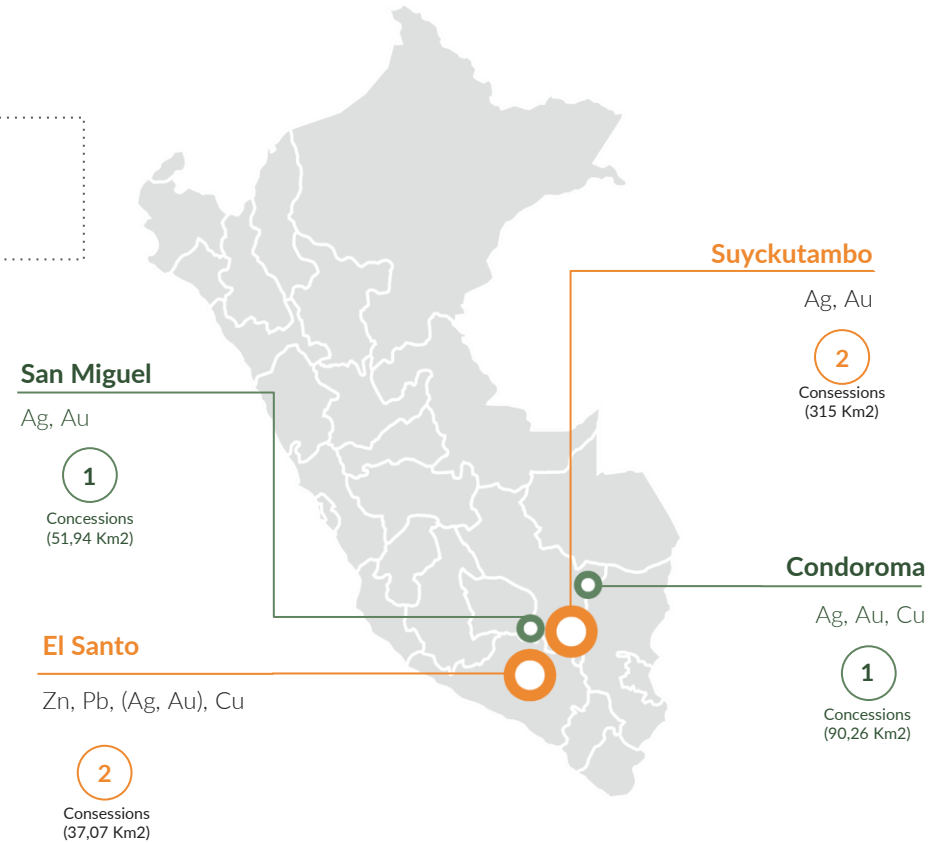 Suyckutambo
Ag, Au
2
Consessions
(315 Km2)
San Miguel
Ag, Au
1
Concessions
(51,94 Km2)
Condoroma
Ag, Au, Cu
1
Concessions
(90,26 Km2)
El Santo
Zn, Pb, (Ag, Au), Cu
2
Consessions
(37,07 Km2)